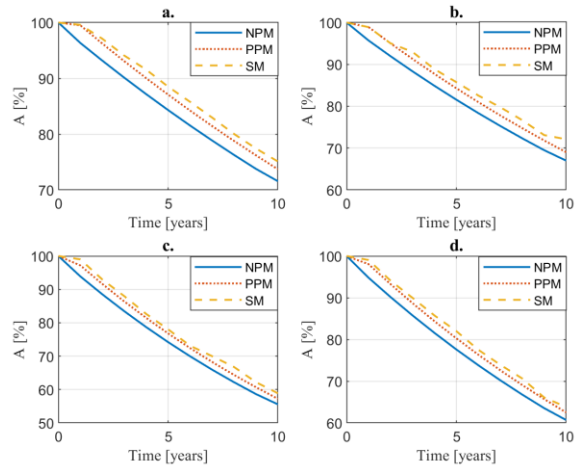 a.
100
90
80
70
A [%]
0
5
10
Time [years]
NPM
PPM
SM
b.
100
90
80
70
60
A [%]
0
5
10
Time [years]
NPM
PPM
SM
c.
100
90
80
70
60
50
A [%]
0
5
10
Time [years]
NPM
PPM
SM
d.
100
90
80
70
60
A [%]
0
5
10
Time [years]
NPM
PPM
SM